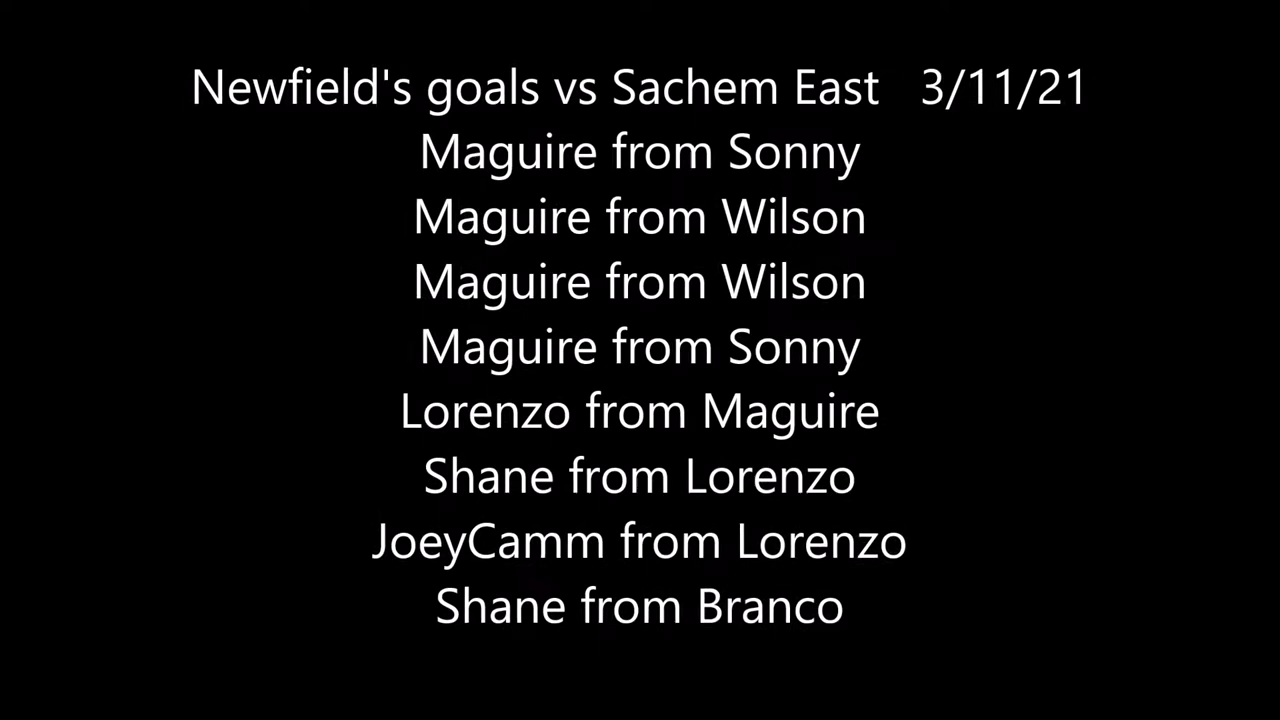 Newfield's goals vs Sachem East 3/11/21
Maguire from Sonny
Maguire from Wilson
Maguire from Wilson
Maguire from Sonny
Lorenzo from Maguire
Shane from Lorenzo
JoeyCamm from Lorenzo
Shane from Branco